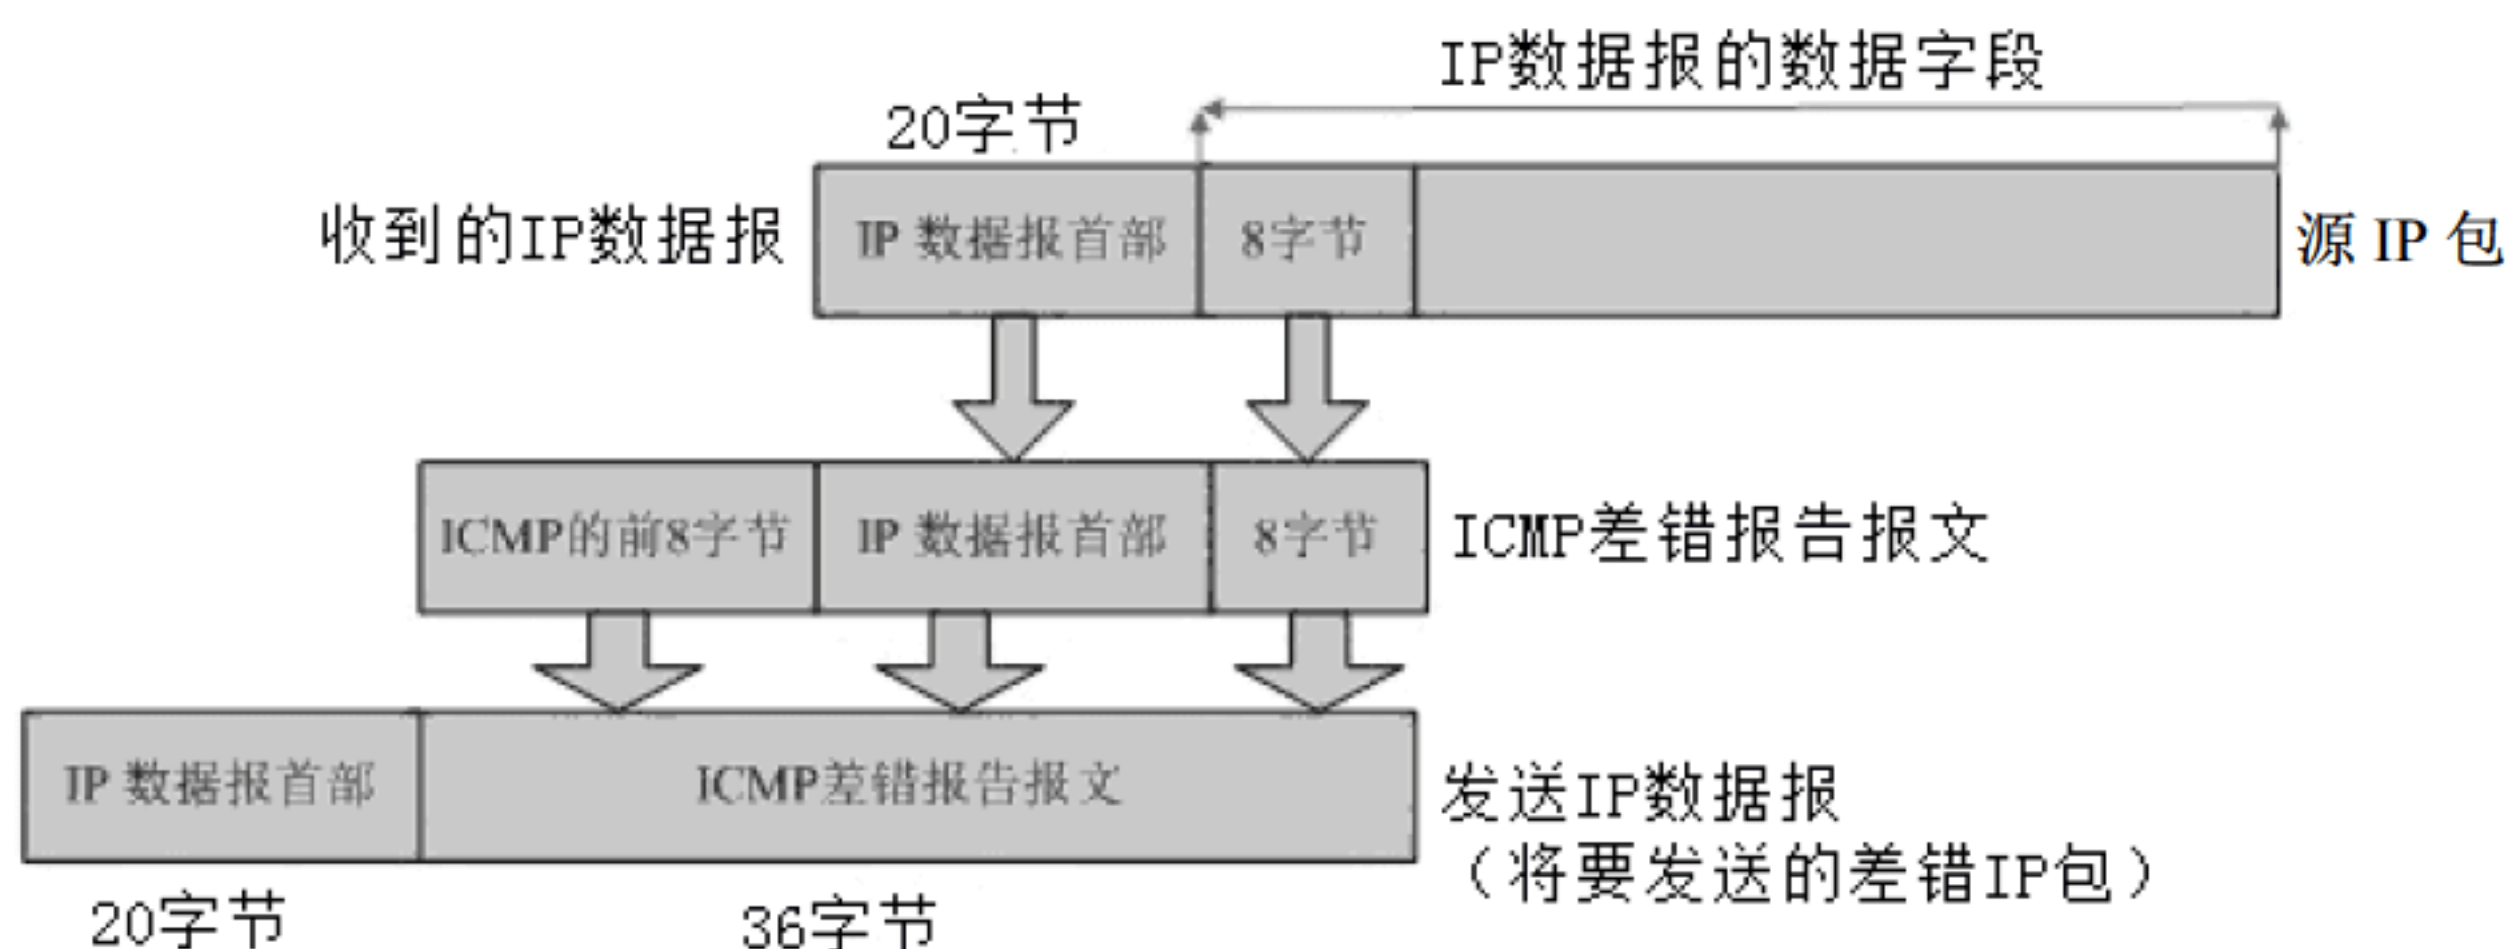 IP数据报的数据字段
20字节
收到的IP数据报
IP 数据报首部
8字节
源 IP 包
ICMP的前8字节
IP 数据报首部
8字节
ICMP差错报告报文
IP 数据报首部
ICMP差错报告报文
发送IP数据报
（将要发送的差错IP包）
20字节
36字节